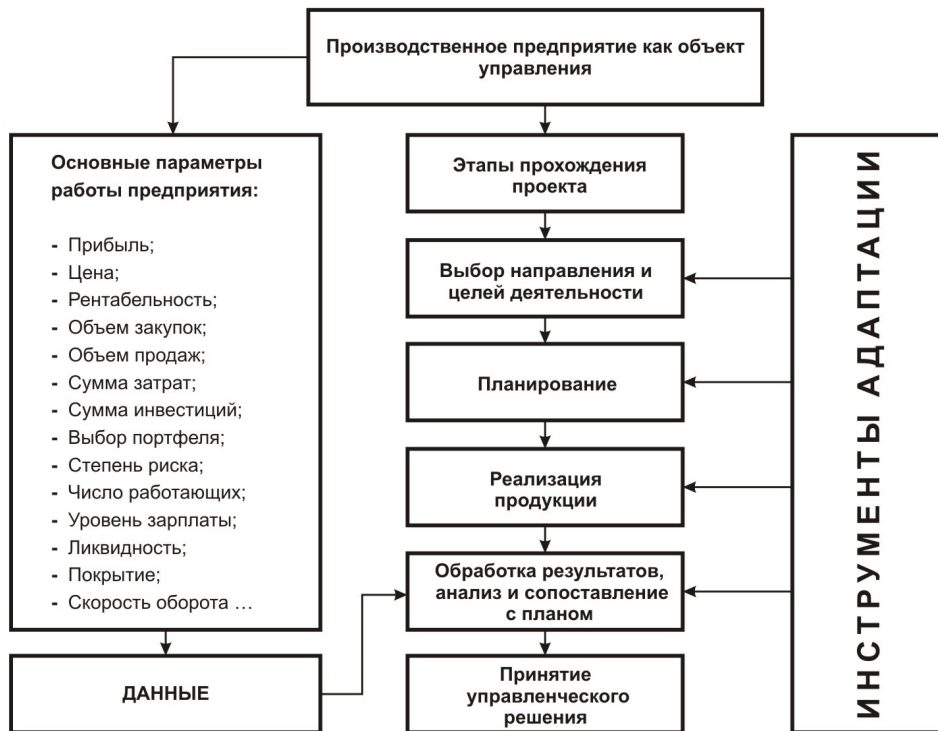 Производственное предприятие как объект
управления
Основные параметры
работы предприятия:
- Прибыль;
- Цена;
- Рентабельность;
- Объем закупок;
- Объем продаж;
- Сумма затрат;
- Сумма инвестиций;
- Выбор портфеля;
- Степень риска;
- Число работающих;
- Уровень зарплаты;
- Ликвидность;
- Покрытие;
- Скорость оборота ...
ДАННЫЕ
Этапы прохождения
проекта
Выбор направления и
целей деятельности
Планирование
Реализация
продукции
Обработка результатов,
анализ и сопоставление
с планом
Принятие
управленческого
решения
ИНСТРУМЕНТЫ АДАПТАЦИИ